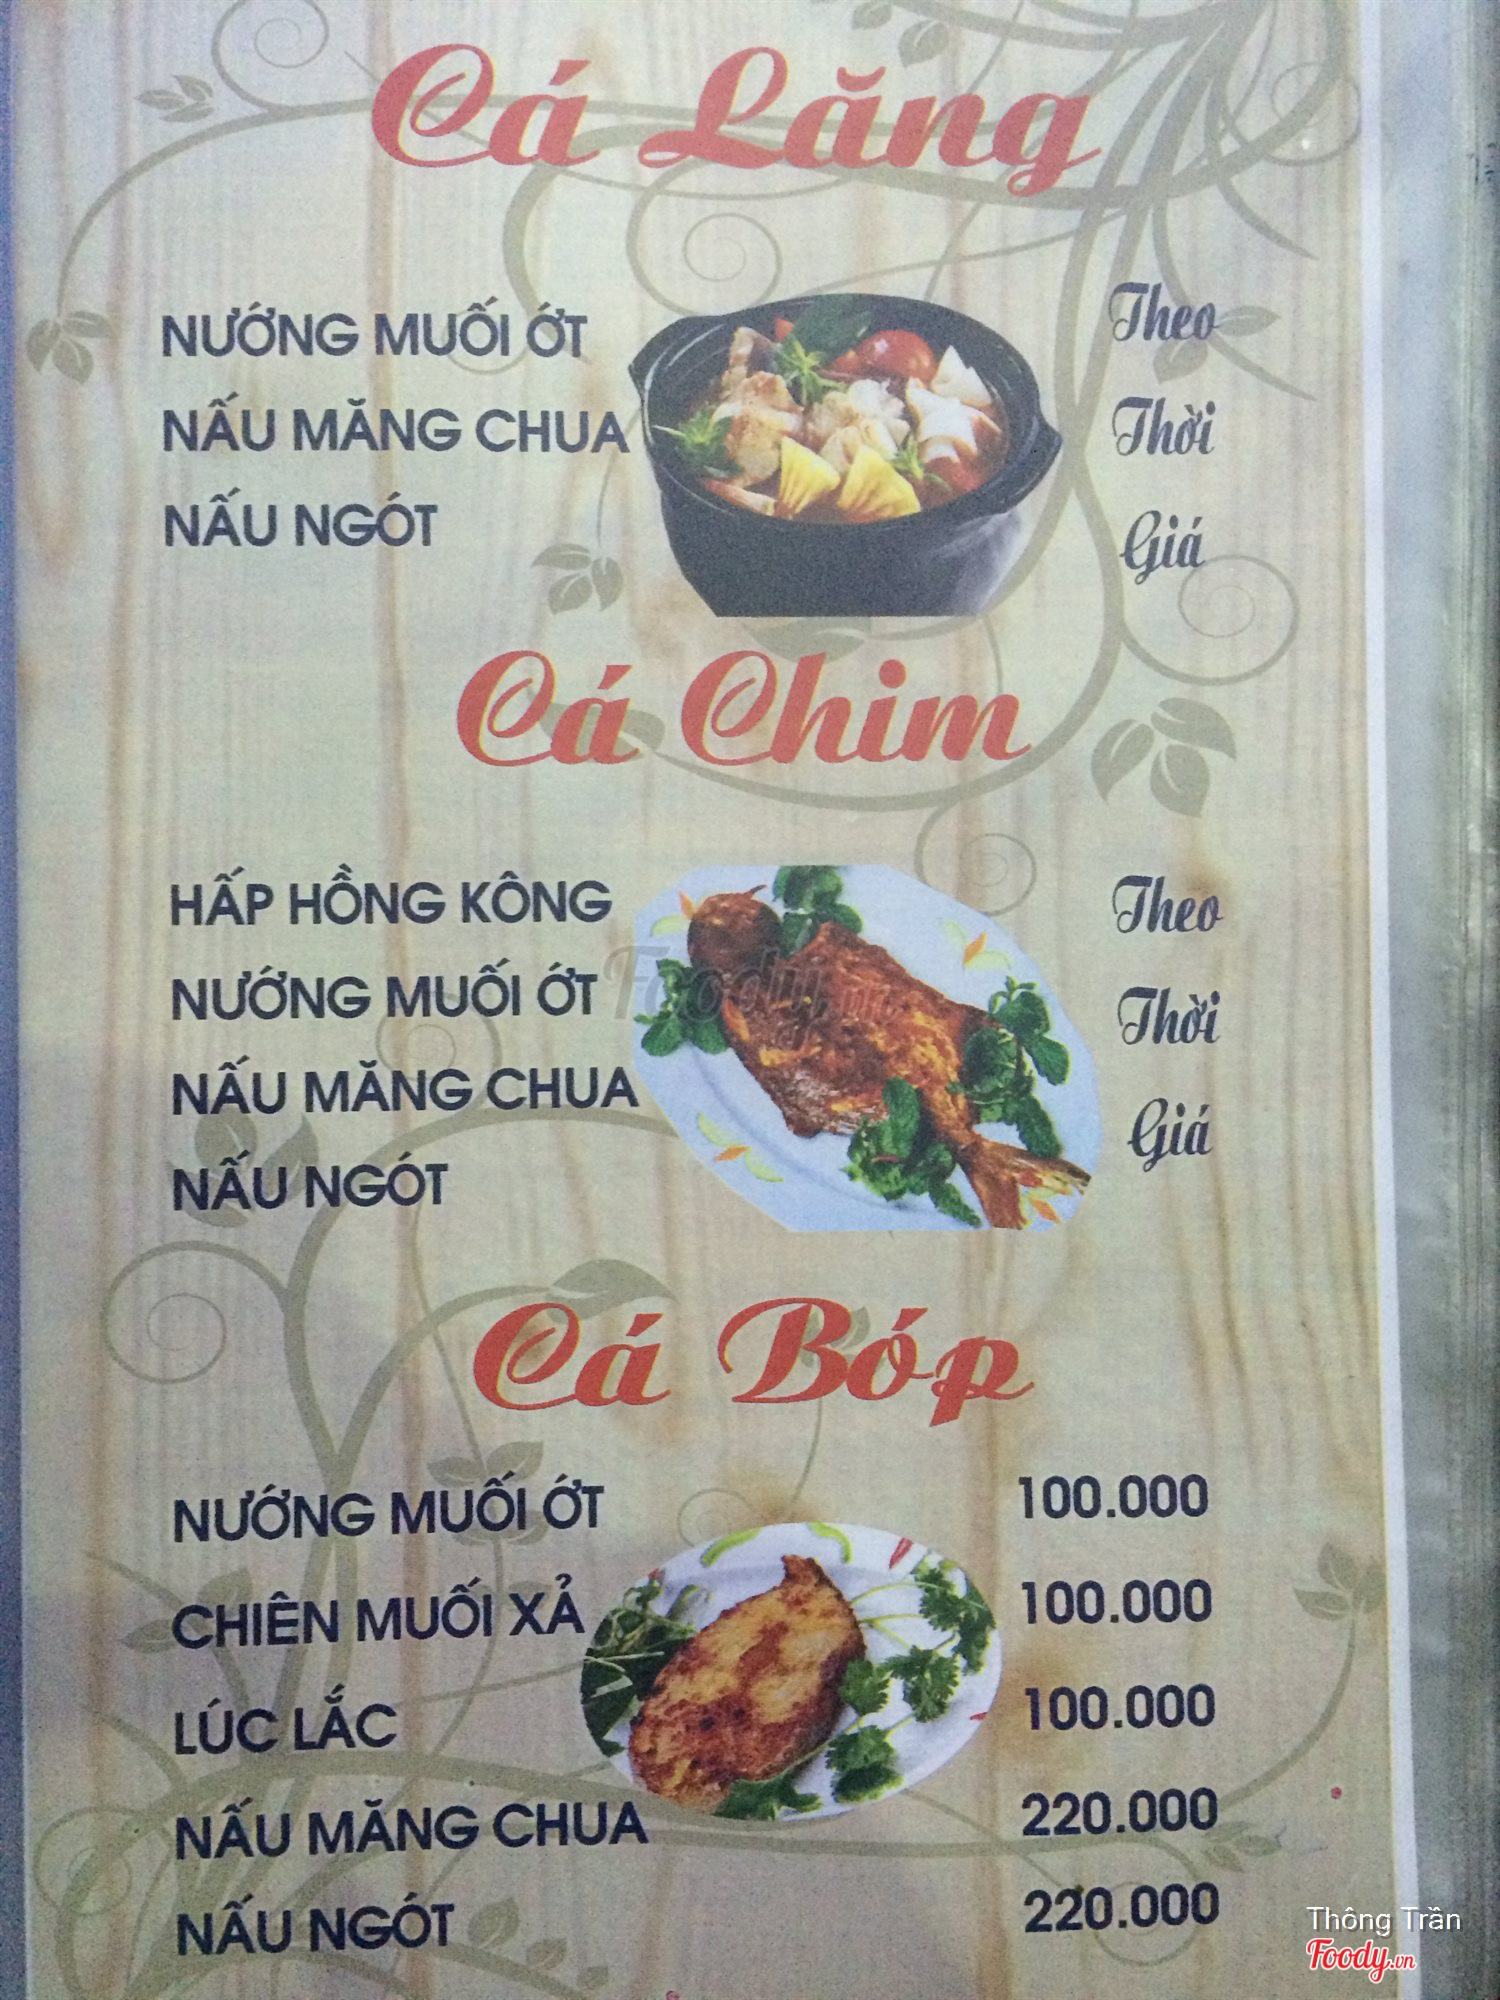 Cá Lăng
NƯỚNG MUỐI ỚT
NẤU MĂNG CHUA
NẤU NGÓT
Theo
Thời
Giá
Cá Chim
HẤP HỒNG KÔNG
NƯỚNG MUỐI ỚT
NẤU MĂNG CHUA
NẤU NGÓT
Theo
Thời
Giá
Foody.vn
Cá Bóp
NƯỚNG MUỐI ỚT 100.000
CHIÊN MUỐI XẢ 100.000
LÚC LẮC 100.000
NẤU MĂNG CHUA 220.000
NẤU NGÓT 220.000
Thông Trần
Foody.vn